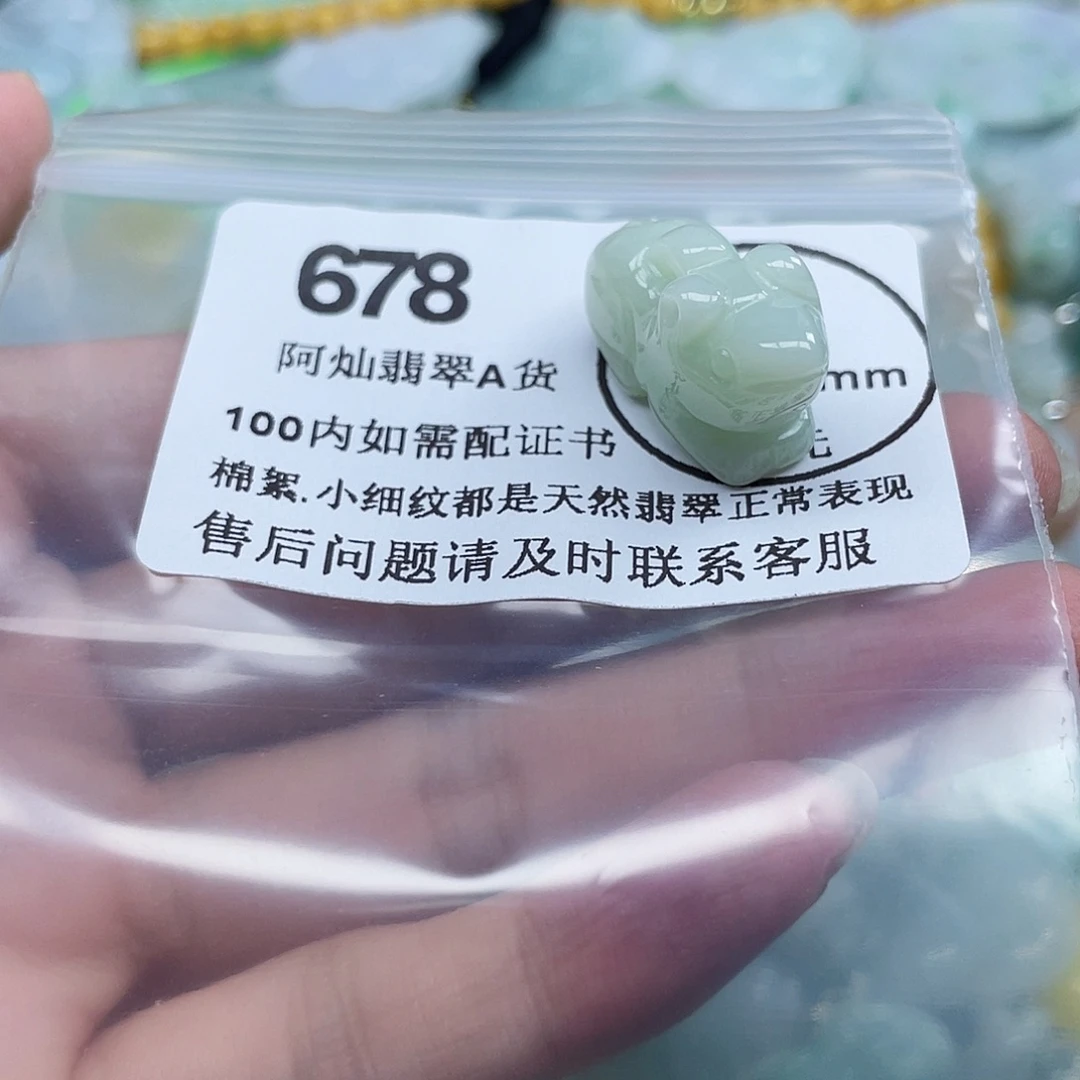 678
阿灿翡翠A货
mm
100内如需配证书
元
棉絮.小细纹都是天然翡翠正常表现
售后问题请及时联系客服